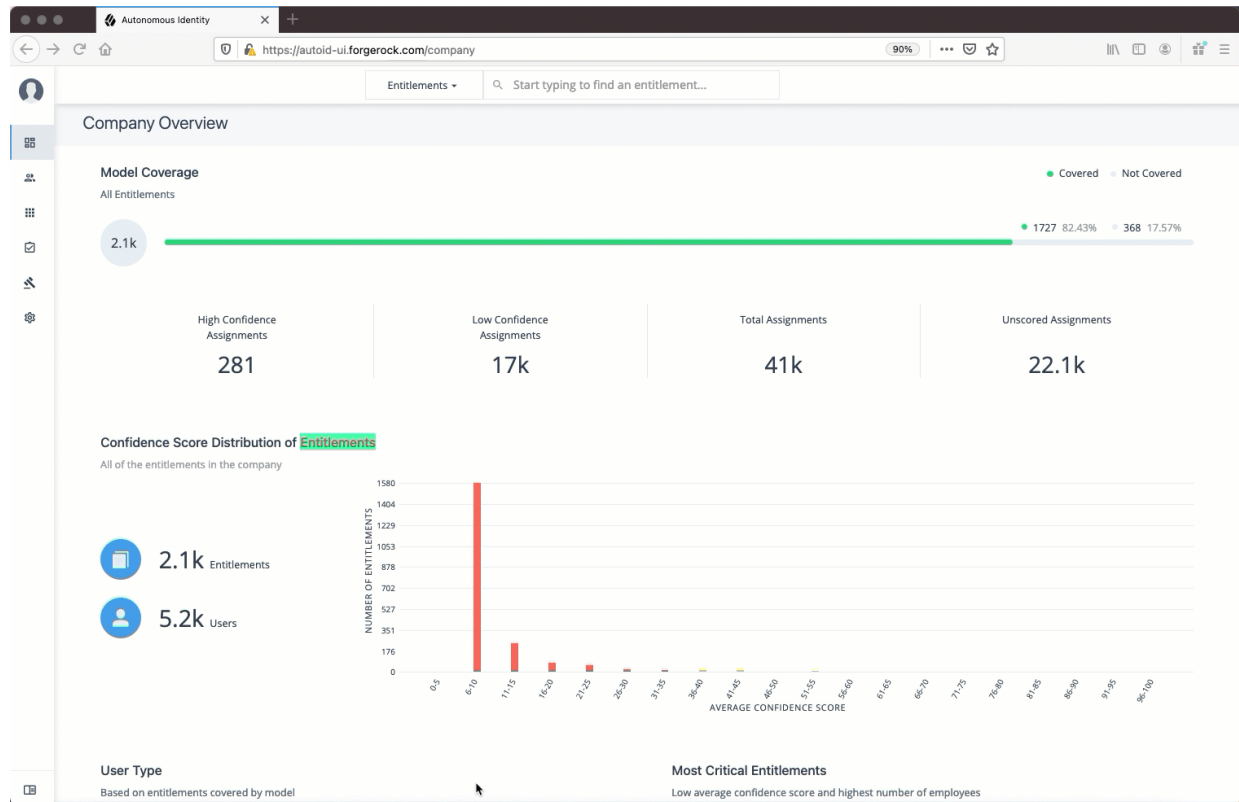 Autonomous Identity
https://autoid-ui.forgerock.com/company
90%
Entitlements
Start typing to find an entitlement...
Company Overview
Model Coverage
Covered Not Covered
All Entitlements
1727 82.43% 368 17.57%
2.1k
High Confidence Assignments
281
Low Confidence Assignments
17k
Total Assignments
41k
Unscored Assignments
22.1k
Confidence Score Distribution of Entitlements
All of the entitlements in the company
2.1k Entitlements
5.2k Users
NUMBER OF ENTITLEMENTS
1580
1404
1229
1053
878
702
527
351
176
0
0-5 6-10 11-15 16-20 21-25 26-30 31-35 36-40 41-45 46-50 51-55 56-60 61-65 66-70 71-75 76-80 81-85 86-90 91-95 96-100
AVERAGE CONFIDENCE SCORE
User Type
Based on entitlements covered by model
Most Critical Entitlements
Low average confidence score and highest number of employees